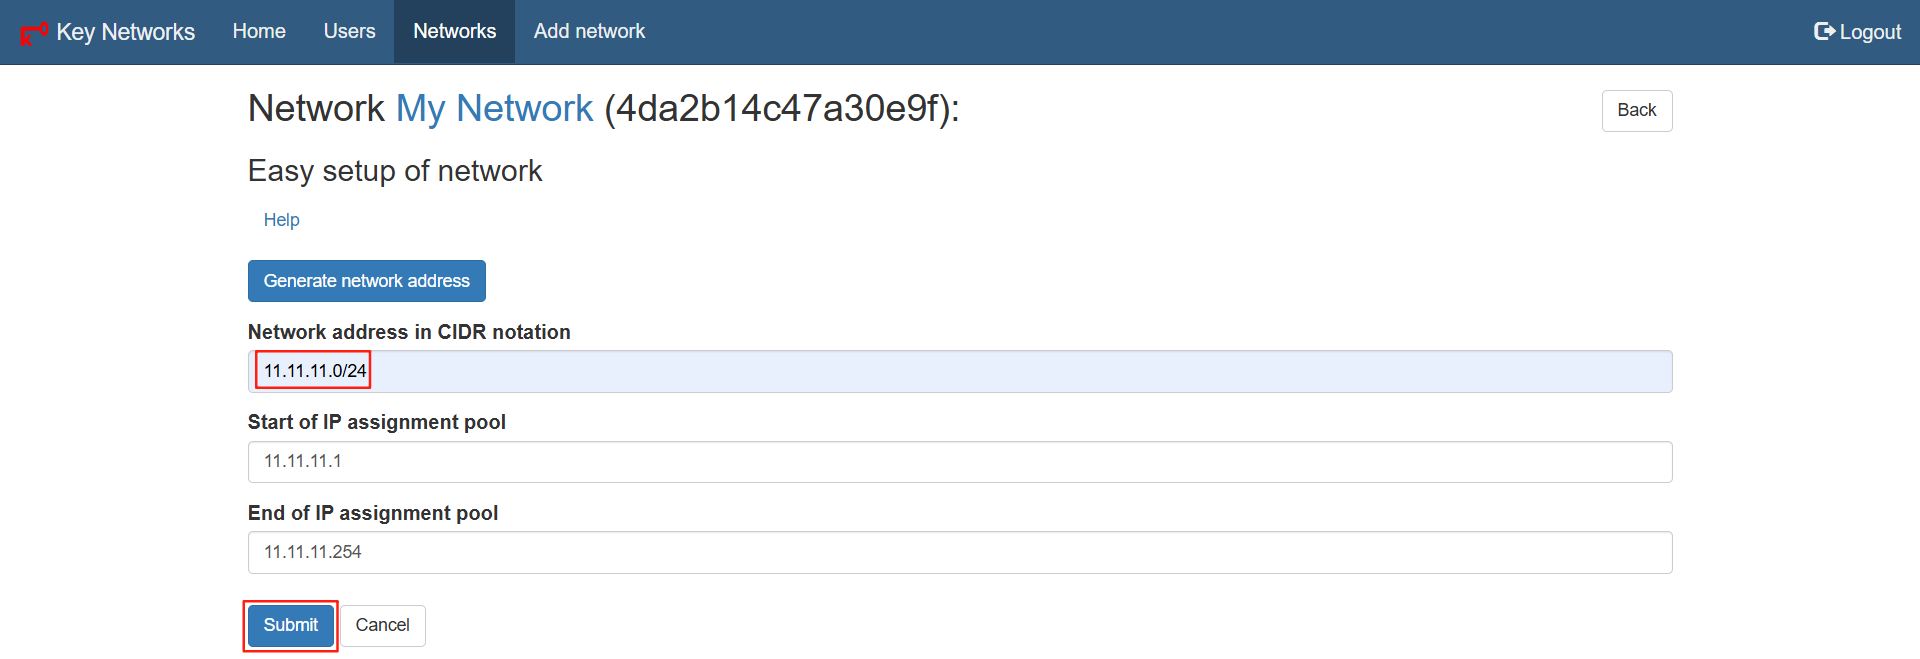 Key Networks Home Users Networks Add network Logout
Network My Network (4da2b14c47a30e9f):
Back
Easy setup of network
Help
Generate network address
Network address in CIDR notation
11.11.11.0/24
Start of IP assignment pool
11.11.11.1
End of IP assignment pool
11.11.11.254
Submit Cancel